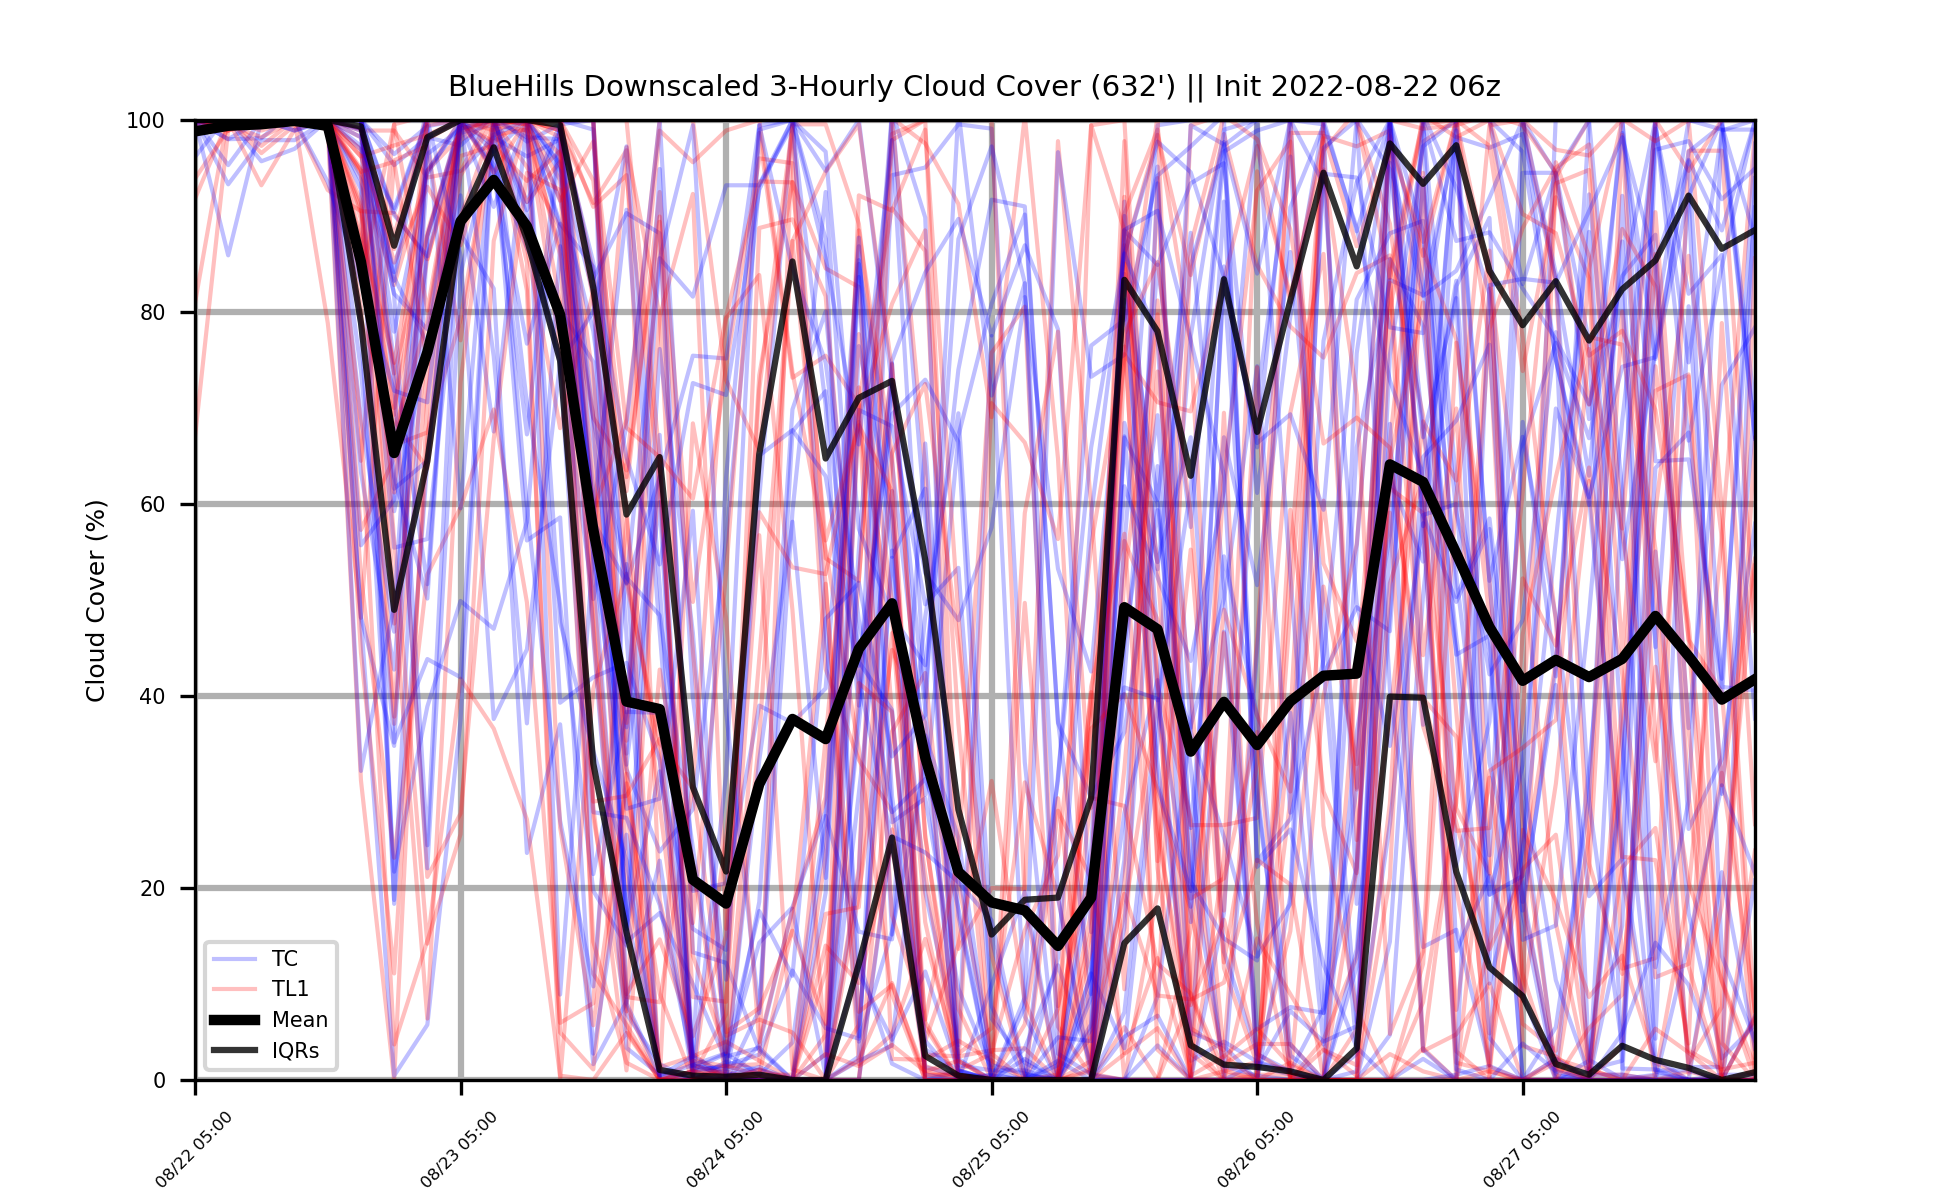 BlueHills Downscaled 3-Hourly Cloud Cover (632') || Init 2022-08-22 06z
Cloud Cover (%)
100
80
60
40
20
0
TC
TL1
Mean
IQRs
08/22 05:00
08/23 05:00
08/24 05:00
08/25 05:00
08/26 05:00
08/27 05:00